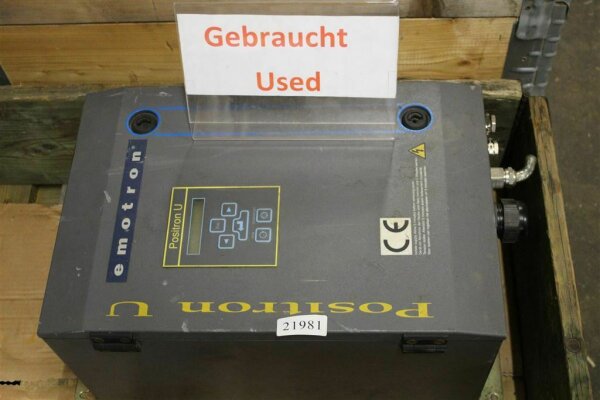 Gebraucht
Used
emotron
Positron U
CE
Positron U
21981